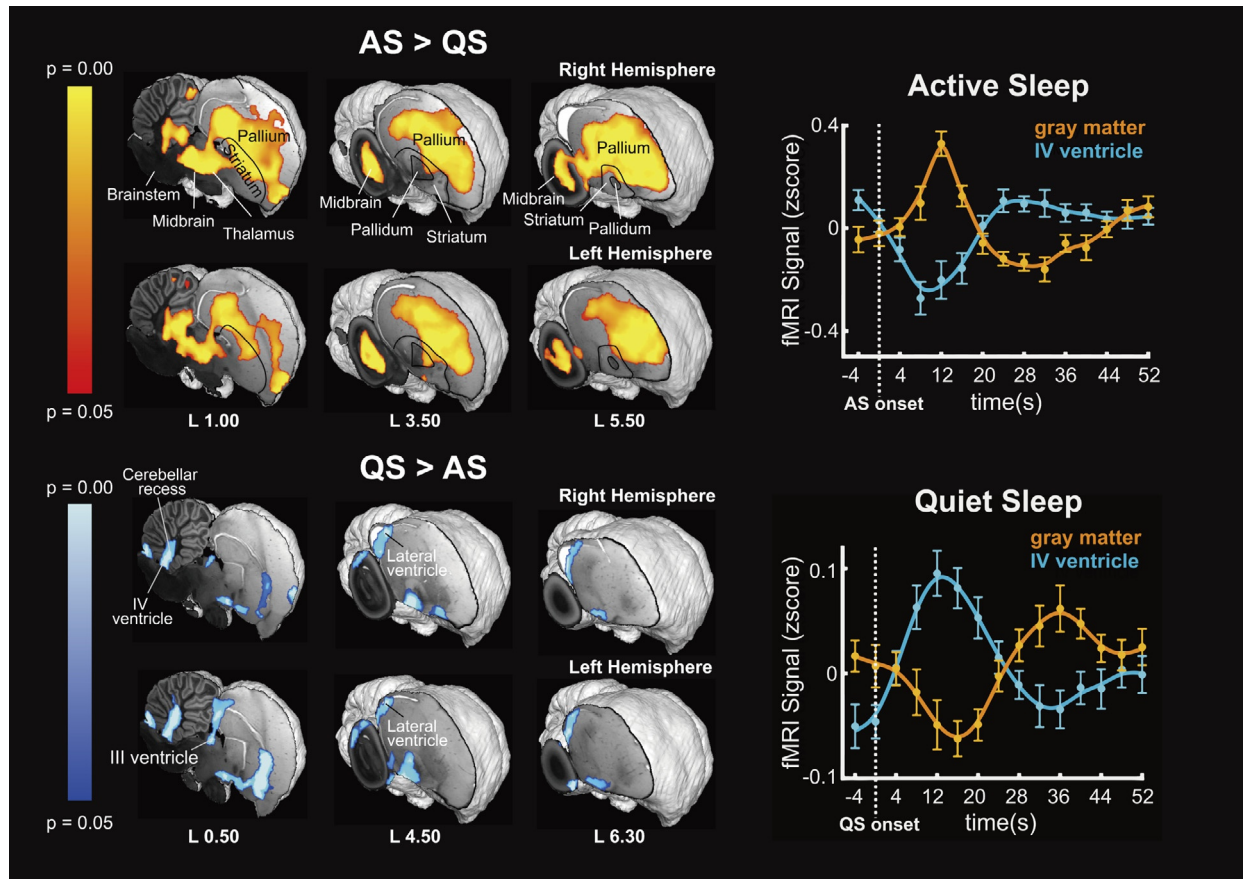 AS > QS
p = 0.00
Right Hemisphere
Pallium
Striatum
Brainstem
Midbrain
Thalamus
Pallium
Midbrain
Pallidum
Striatum
Pallium
Midbrain
Striatum
Pallidum
Left Hemisphere
p = 0.05
L 1.00
L 3.50
L 5.50
Active Sleep
gray matter
IV ventricle
fMRI Signal (zscore)
0.4
0
-0.4
-4 4 12 20 28 36 44 52
AS onset
time(s)
QS > AS
p = 0.00
Cerebellar
recess
Right Hemisphere
Lateral
ventricle
IV
ventricle
Left Hemisphere
Lateral
ventricle
III ventricle
p = 0.05
L 0.50
L 4.50
L 6.30
Quiet Sleep
gray matter
IV ventricle
fMRI Signal (zscore)
0.1
0
-0.1
-4 4 12 20 28 36 44 52
QS onset
time(s)